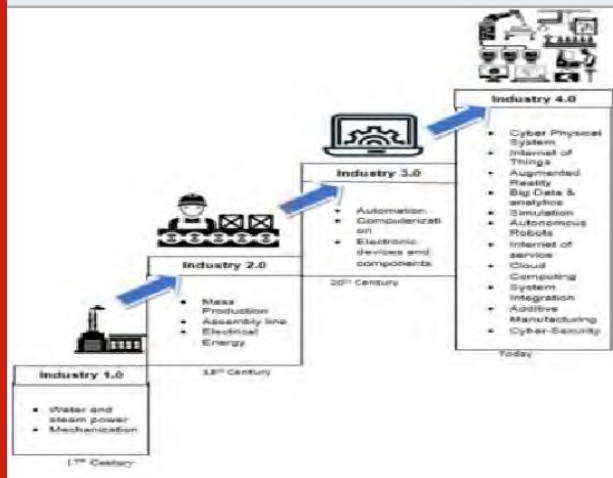 Industry 4.0
Cyber Physical
System
Internet of
Things
Augmented
Reality
Big Data &
analytics
Simulation
Autonomous
Robots
Internet of
service
Cloud
Computing
System
Integration
Additive
Manufacturing
Cyber-Security
Today
Industry 3.0
Automation
Computerizati
on
Electronic
devices and
components
20th Century
Industry 2.0
Mass
Production
Assembly line
Electrical
Energy
18th Century
Industry 1.0
Water and
steam power
Mechanization
17th Century